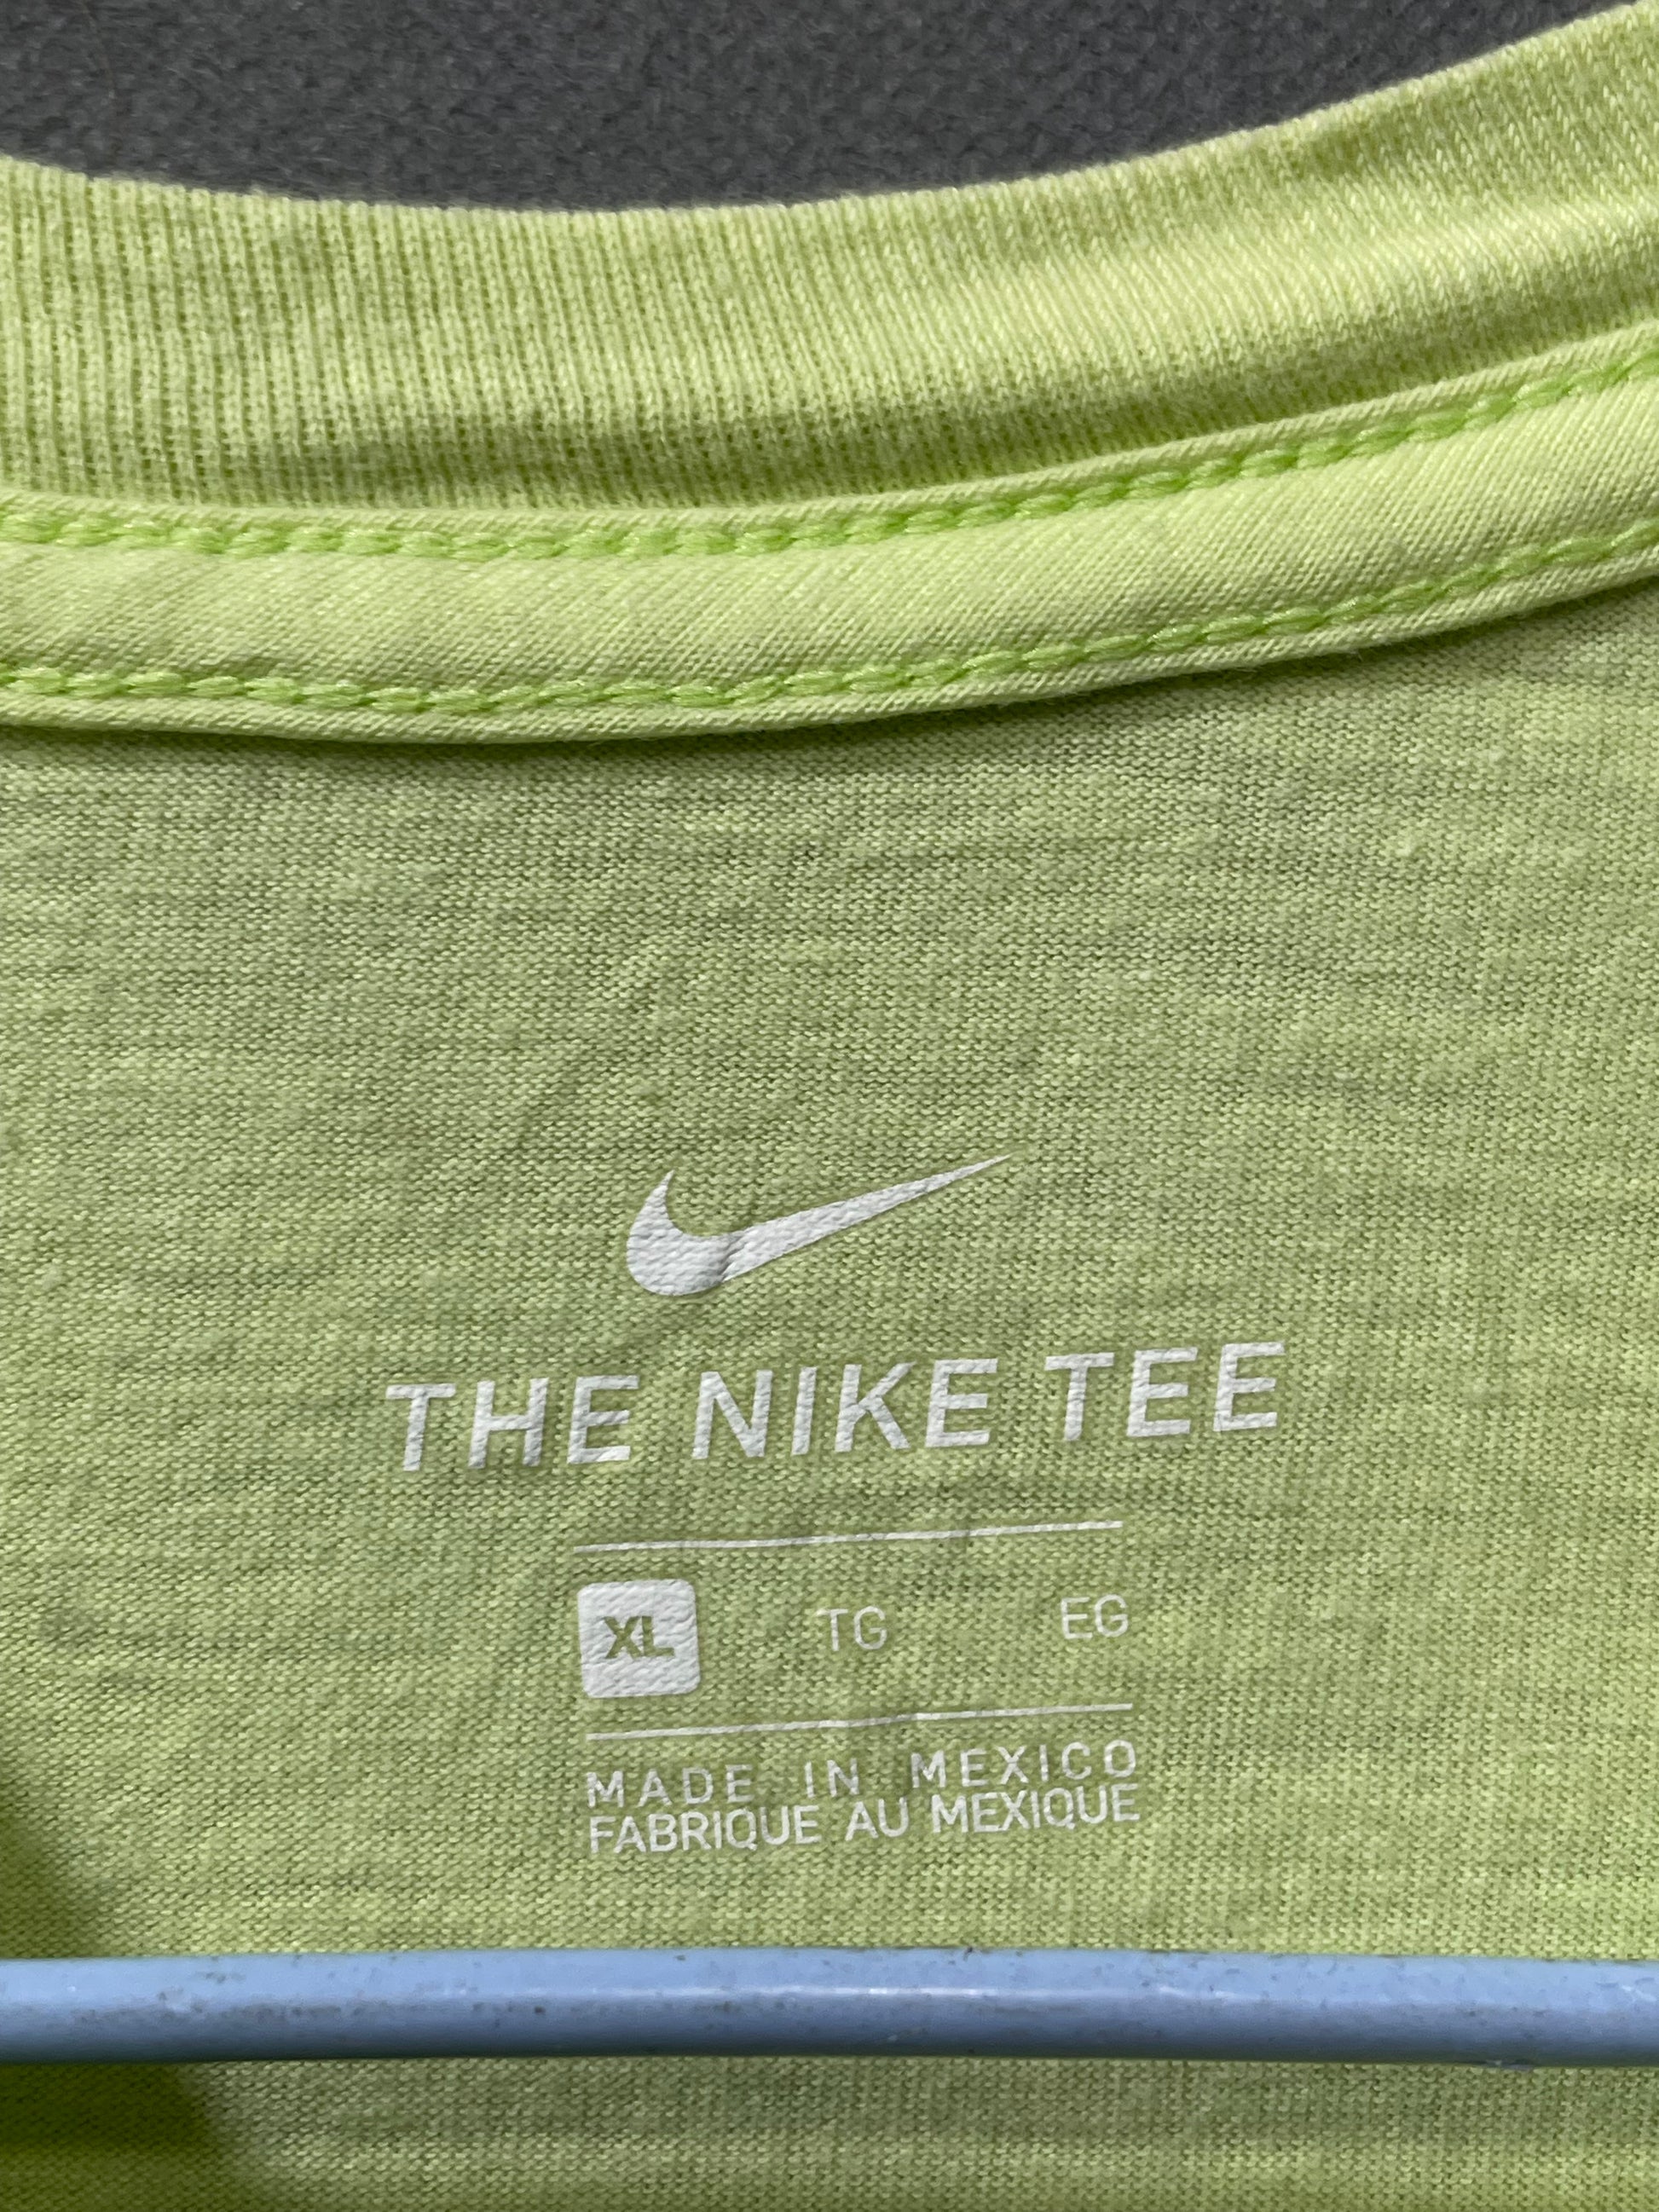 THE NIKE TEE
XL TG EG
MADE IN MEXICO
FABRIQUE AU MEXIQUE